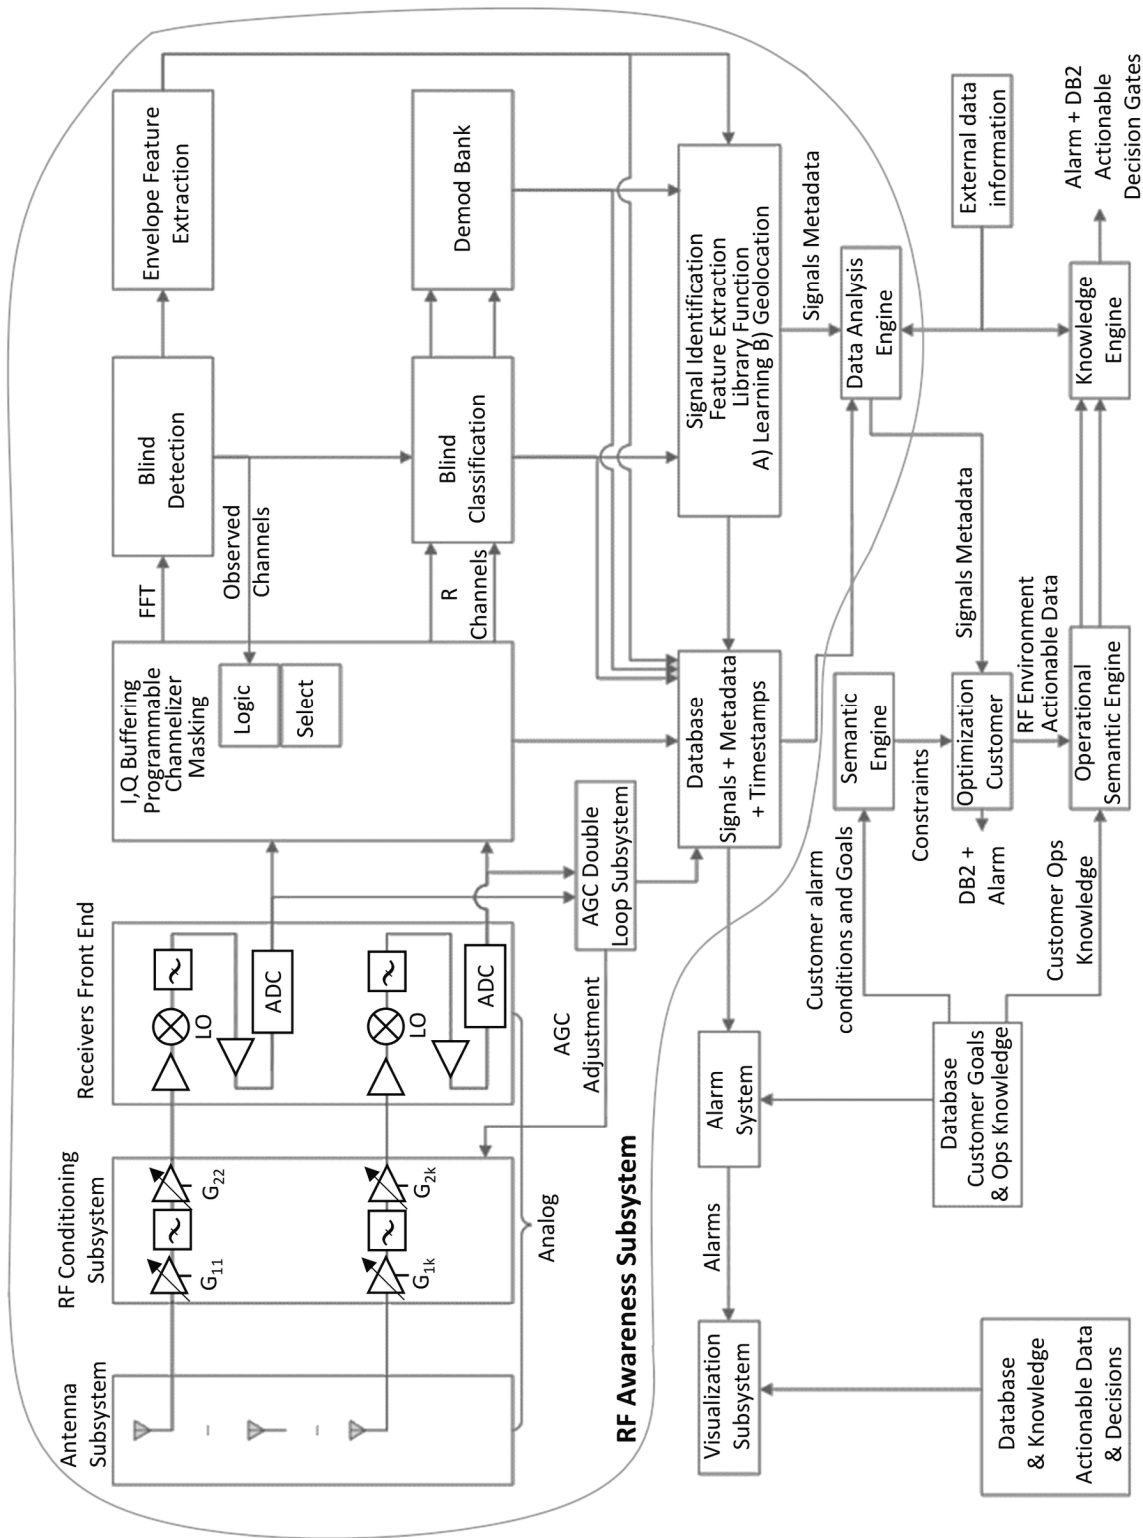 Antenna
Subsystem
RF Conditioning
Subsystem
G11
G22
G1k
G2k
Receivers Front End
LO
ADC
LO
ADC
Analog
I,Q Buffering
Programmable
Channelizer
Masking
Logic
Select
FFT
Observed
Channels
R
Channels
Blind
Detection
Envelope Feature
Extraction
Blind
Classification
Demod Bank
AGC
Adjustment
AGC Double
Loop Subsystem
RF Awareness Subsystem
Database
Signals + Metadata
+ Timestamps
Signal Identification
Feature Extraction
Library Function
A) Learning B) Geolocation
Signals Metadata
Visualization
Subsystem
Alarms
Alarm
System
Customer alarm
conditions and Goals
Semantic
Engine
Data Analysis
Engine
Constraints
Signals Metadata
External data
information
Database
Customer Goals
& Ops Knowledge
DB2 +
Alarm
Optimization
Customer
RF Environment
Actionable Data
Customer Ops
Knowledge
Operational
Semantic Engine
Knowledge
Engine
Alarm + DB2
Actionable
Decision Gates
Database
& Knowledge
Actionable Data
& Decisions